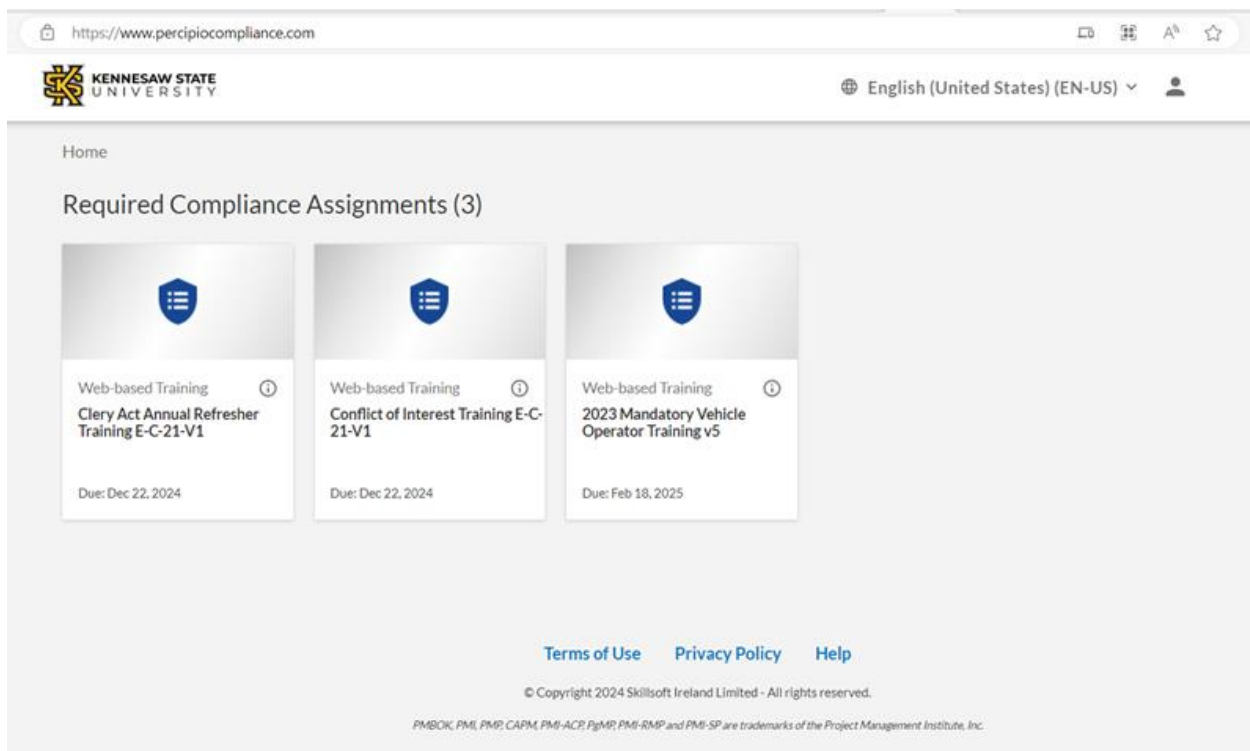 https://www.percipiocompliance.com
KENNESAW STATE
UNIVERSITY
English (United States) (EN-US)
Home
Required Compliance Assignments (3)
Web-based Training
Clery Act Annual Refresher
Training E-C-21-V1
Due: Dec 22, 2024
Web-based Training
Conflict of Interest Training E-C-
21-V1
Due: Dec 22, 2024
Web-based Training
2023 Mandatory Vehicle
Operator Training v5
Due: Feb 18, 2025
Terms of Use Privacy Policy Help
© Copyright 2024 Skillsoft Ireland Limited - All rights reserved.
PMBOK, PMI, PMP, CAPM, PMI-ACP, PgMP, PMI-RMP and PMI-SP are trademarks of the Project Management Institute, Inc.